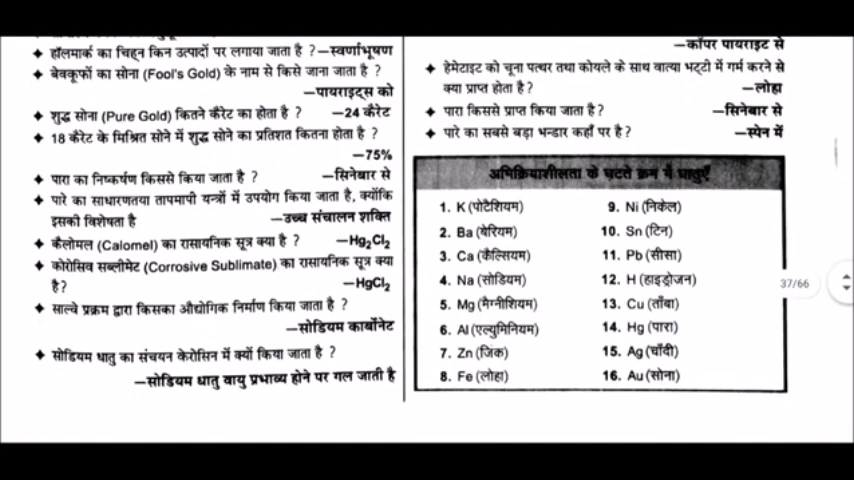 ✦ हॉलमार्क का चिह्न किन उत्पादों पर लगाया जाता है ?—स्वर्णाभूषण
✦ बेवकूफों का सोना (Fool's Gold) के नाम से किसे जाना जाता है ?
—पायराइट्स को
✦ शुद्ध सोना (Pure Gold) कितने कैरेट का होता है ? —24 कैरेट
✦ 18 कैरेट के मिश्रित सोने में शुद्ध सोने का प्रतिशत कितना होता है ?
—75%
✦ पारा का निष्कर्षण किससे किया जाता है ? —सिनेबार से
✦ पारे का साधारणतया तापमापी यन्त्रों में उपयोग किया जाता है, क्योंकि
इसकी विशेषता है —उच्च संचालन शक्ति
✦ कैलोमल (Calomel) का रासायनिक सूत्र क्या है ? —Hg₂Cl₂
✦ कोरोसिव सब्लीमेट (Corrosive Sublimate) का रासायनिक सूत्र क्या
है? —HgCl₂
✦ साल्वे प्रक्रम द्वारा किसका औद्योगिक निर्माण किया जाता है ?
—सोडियम कार्बोनेट
✦ सोडियम धातु का संचयन केरोसिन में क्यों किया जाता है ?
—सोडियम धातु वायु प्रभाव्य होने पर गल जाती है
—कॉपर पायराइट से
✦ हेमेटाइट को चूना पत्थर तथा कोयले के साथ वात्या भट्टी में गर्म करने से
क्या प्राप्त होता है ? —लोहा
✦ पारा किससे प्राप्त किया जाता है? —सिनेबार से
✦ पारे का सबसे बड़ा भन्डार कहाँ पर है? —स्पेन में
अभिक्रियाशीलता के घटते क्रम में धातुएँ
1. K (पोटैशियम)
2. Ba (बेरियम)
3. Ca (कैल्सियम)
4. Na (सोडियम)
5. Mg (मैग्नीशियम)
6. Al (एल्युमिनियम)
7. Zn (जिंक)
8. Fe (लोहा)
9. Ni (निकेल)
10. Sn (टिन)
11. Pb (सीसा)
12. H (हाइड्रोजन)
13. Cu (ताँबा)
14. Hg (पारा)
15. Ag (चाँदी)
16. Au (सोना)
37/66